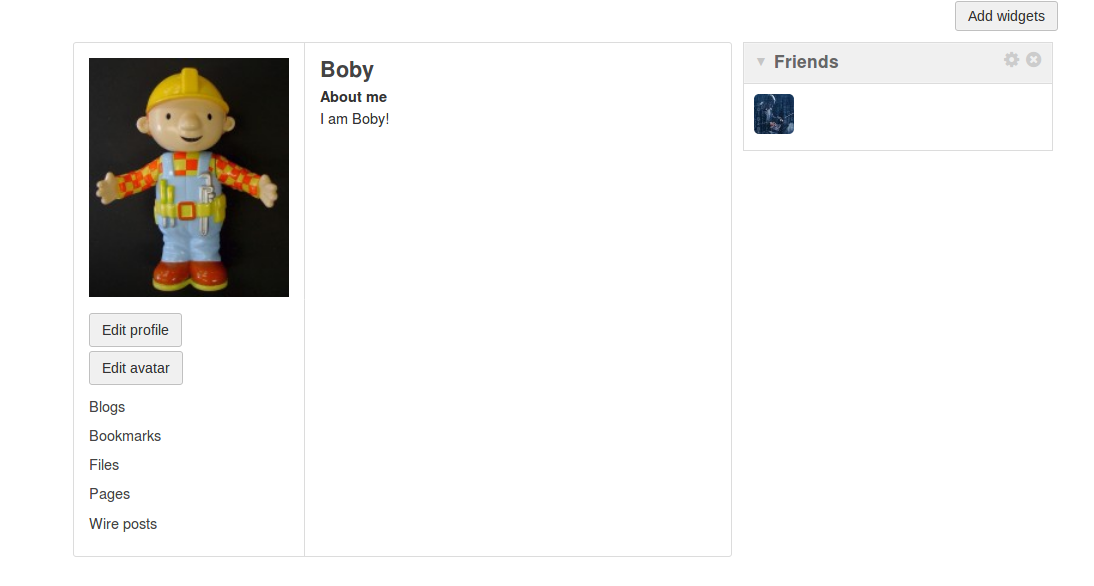 Add widgets
Boby
About me
I am Boby!
Edit profile
Edit avatar
Blogs
Bookmarks
Files
Pages
Wire posts
Friends